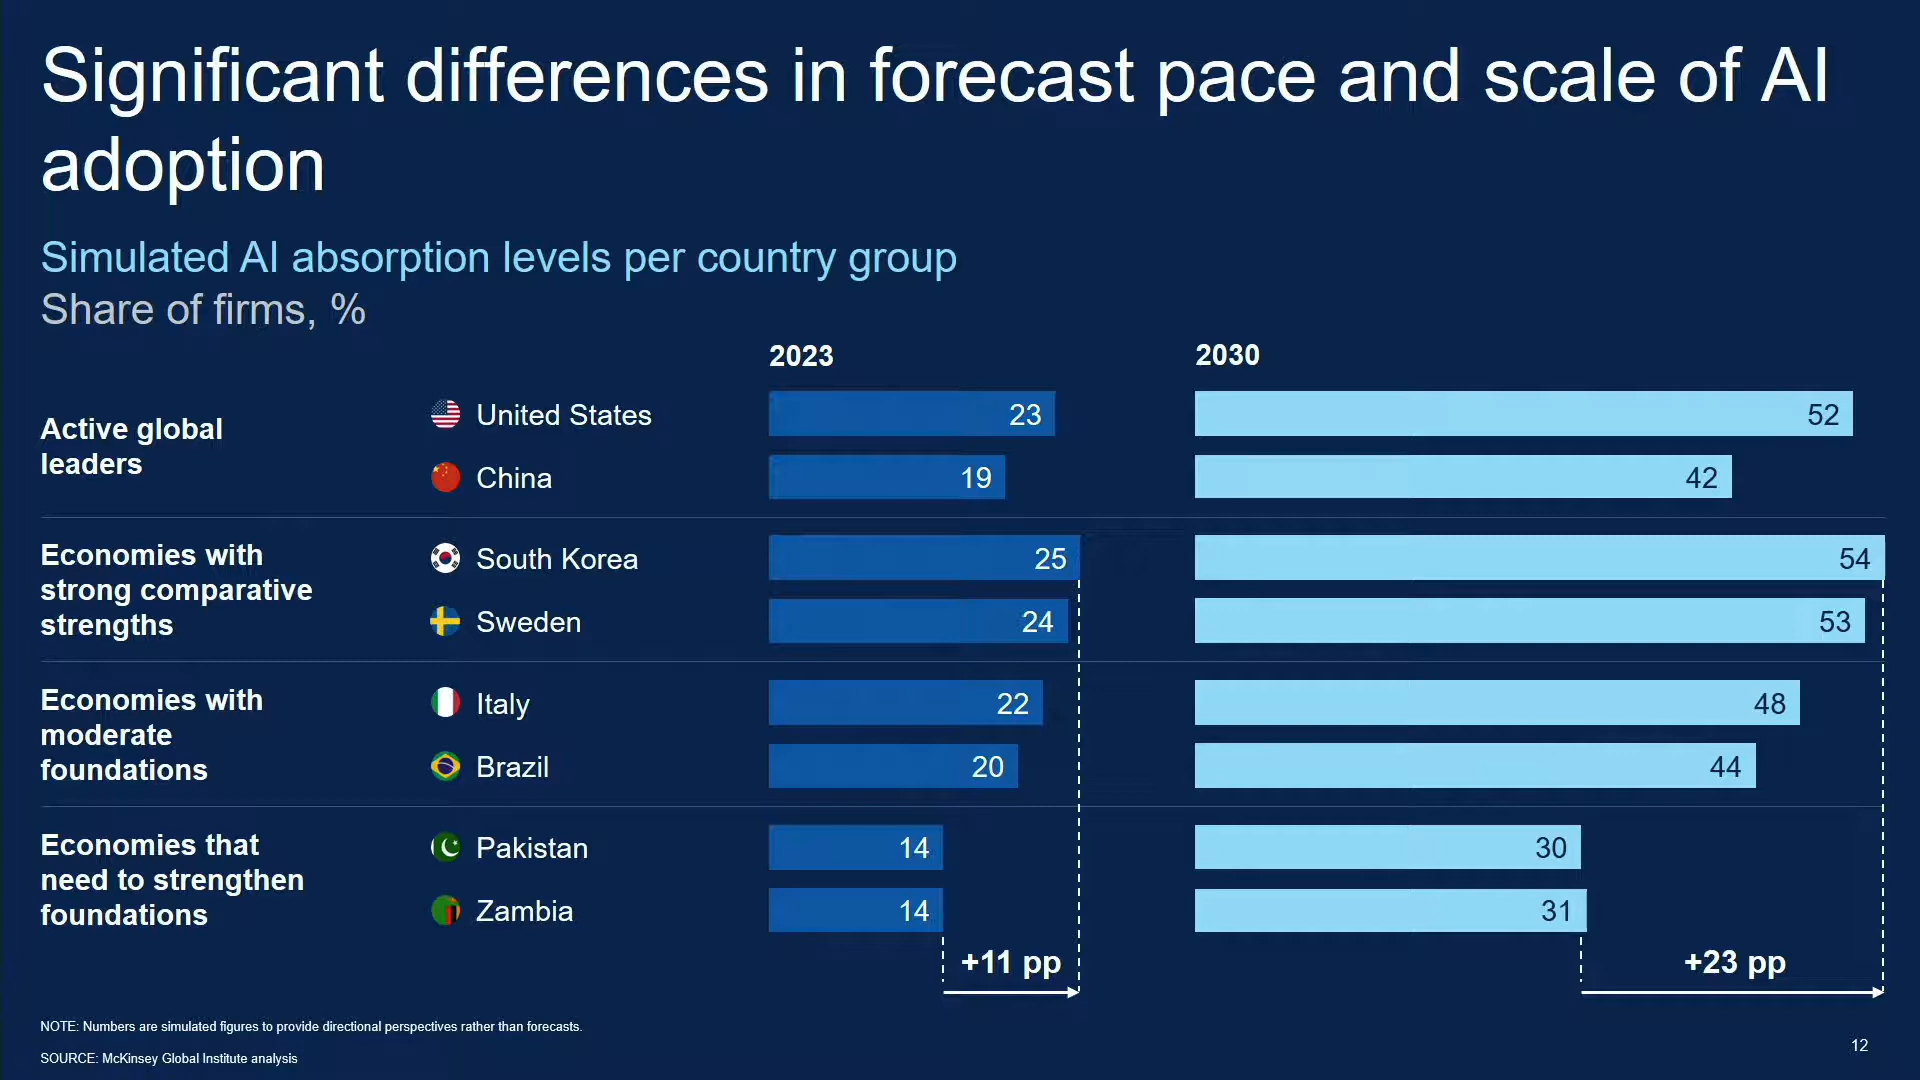 Significant differences in forecast pace and scale of AI
adoption
Simulated AI absorption levels per country group
Share of firms, %
2023
2030
Active global
leaders
United States
23
52
China
19
42
Economies with
strong comparative
strengths
South Korea
25
54
Sweden
24
53
Economies with
moderate
foundations
Italy
22
48
Brazil
20
44
Economies that
need to strengthen
foundations
Pakistan
14
30
Zambia
14
31
+11 pp
+23 pp
NOTE: Numbers are simulated figures to provide directional perspectives rather than forecasts.
SOURCE: McKinsey Global Institute analysis
12